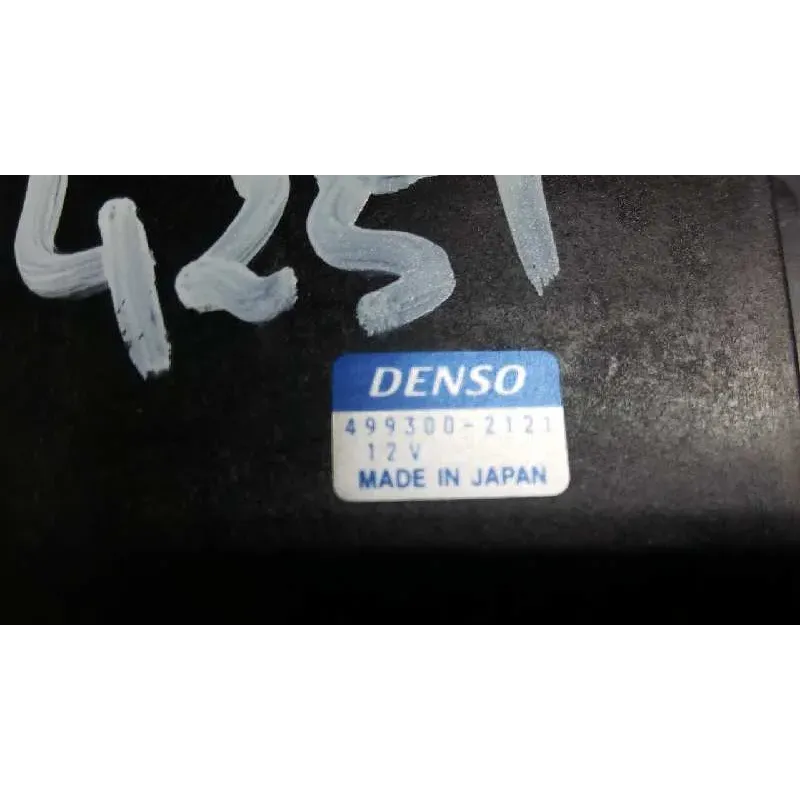 4251
DENSO
499300-2121
12V
MADE IN JAPAN